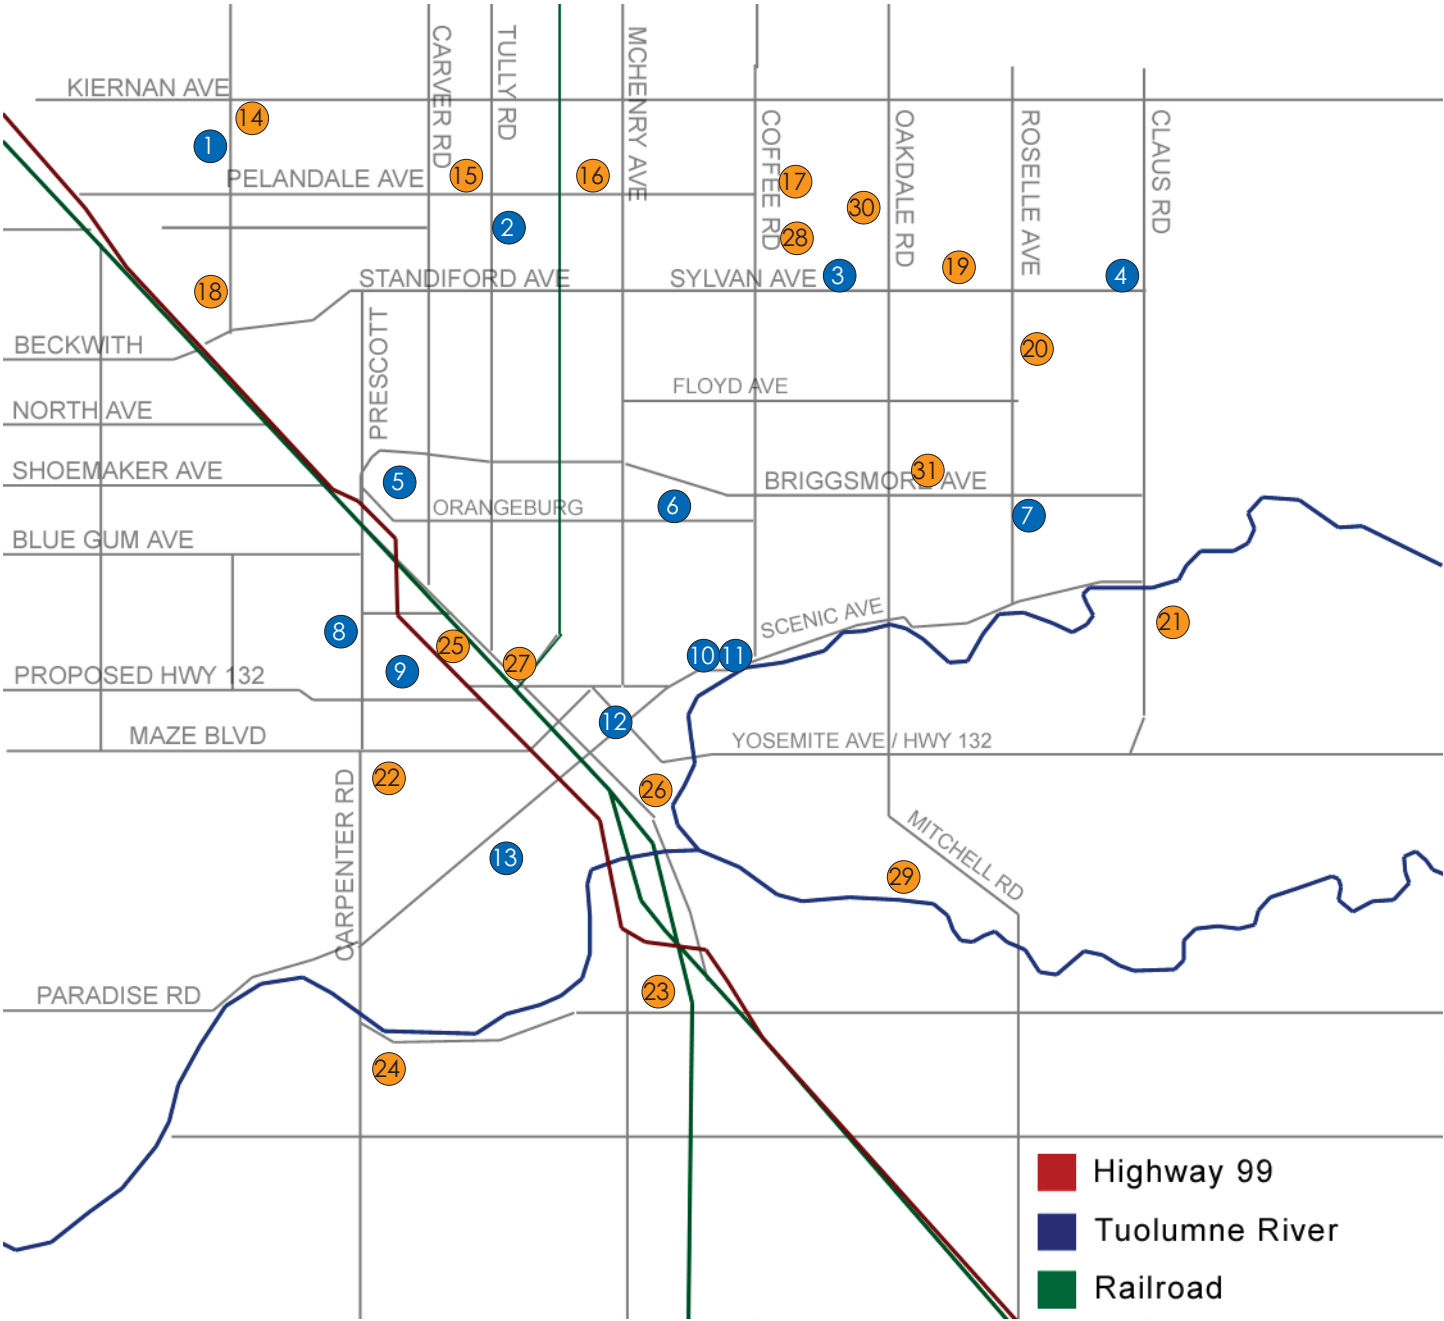 KIERNAN AVE
CARVER RD
TULLY RD
MCHENRY AVE
COFFEE RD
OAKDALE RD
ROSELLE AVE
CLAUS RD
14
1
PELANDALE AVE
15
16
17
30
2
28
18
STANDIFORD AVE
SYLVAN AVE
3
19
4
BECKWITH
PRESCOTT
20
NORTH AVE
FLOYD AVE
SHOEMAKER AVE
5
BRIGGSMORE AVE
31
ORANGEBURG
6
7
BLUE GUM AVE
8
25
27
10
11
SCENIC AVE
21
PROPOSED HWY 132
9
MAZE BLVD
12
YOSEMITE AVE / HWY 132
CARPENTER RD
22
26
13
MITCHELL RD
29
PARADISE RD
23
24
Highway 99
Tuolumne River
Railroad